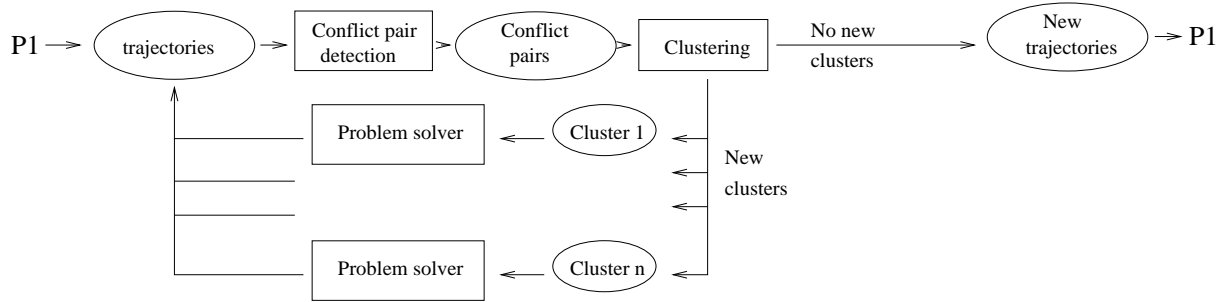 P1
trajectories
Conflict pair
detection
Conflict
pairs
Clustering
No new
clusters
New
trajectories
P1
Problem solver
Cluster 1
New
clusters
Problem solver
Cluster n